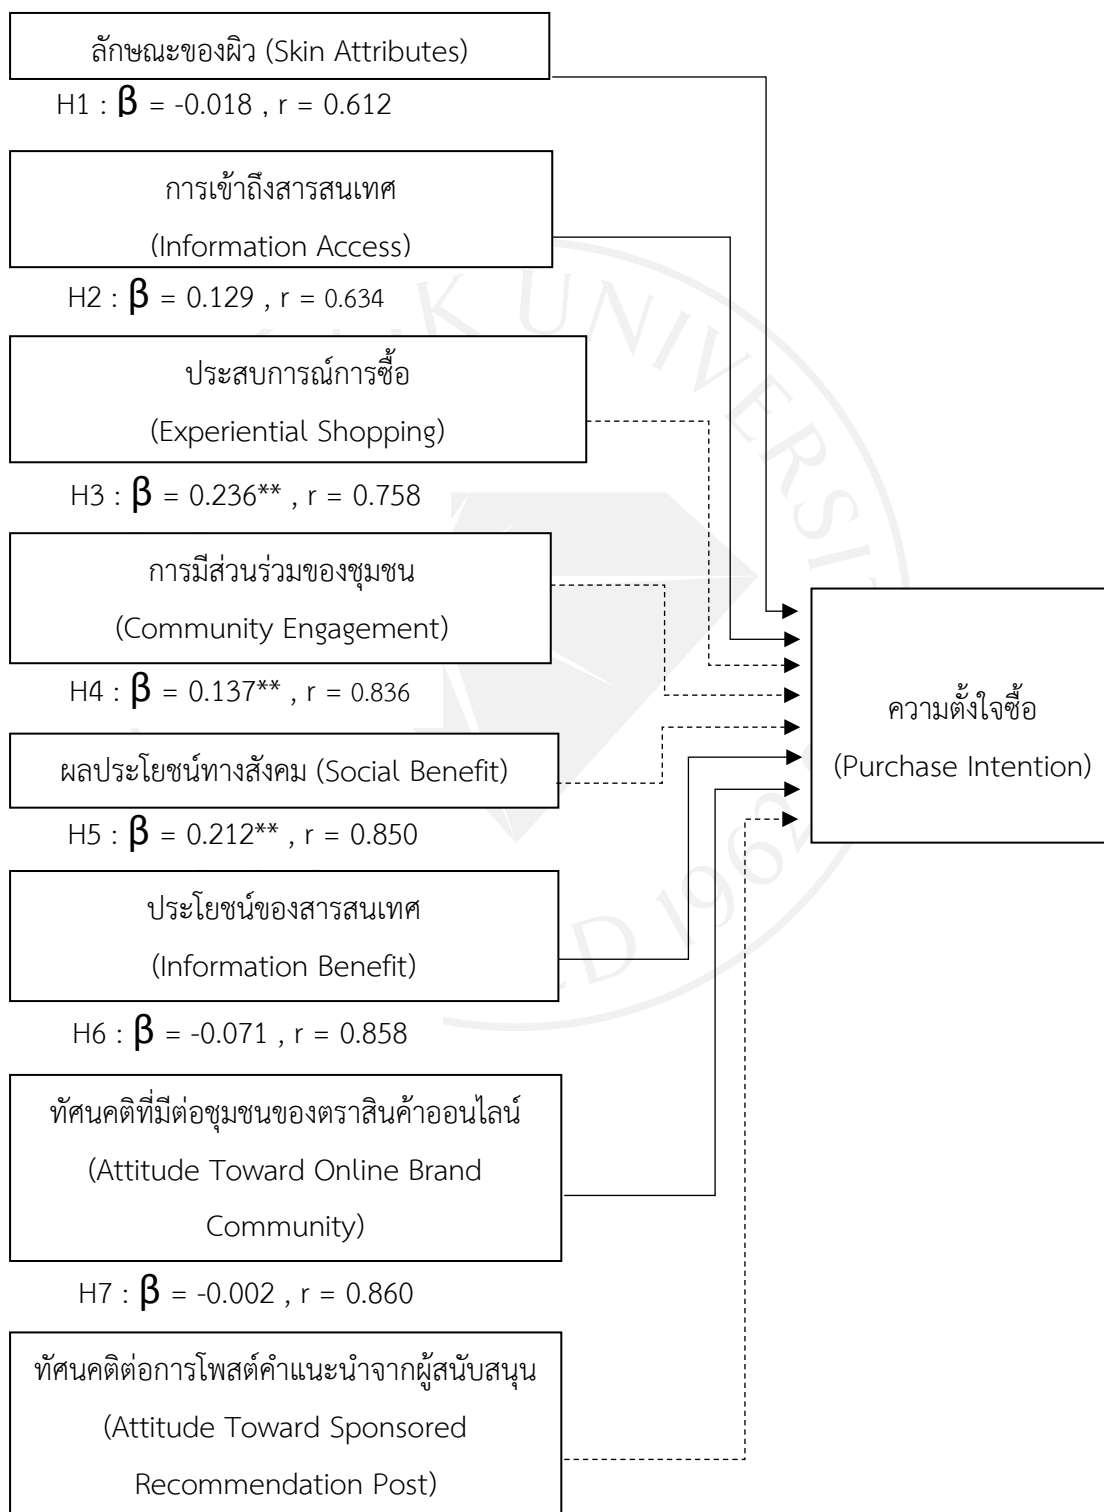 ลักษณะของผิว (Skin Attributes)
H1 : β = -0.018 , r = 0.612
การเข้าถึงสารสนเทศ
(Information Access)
H2 : β = 0.129 , r = 0.634
ประสบการณ์การซื้อ
(Experiential Shopping)
H3 : β = 0.236** , r = 0.758
การมีส่วนร่วมของชุมชน
(Community Engagement)
H4 : β = 0.137** , r = 0.836
ผลประโยชน์ทางสังคม (Social Benefit)
H5 : β = 0.212** , r = 0.850
ประโยชน์ของสารสนเทศ
(Information Benefit)
H6 : β = -0.071 , r = 0.858
ทัศนคติที่มีต่อชุมชนของตราสินค้าออนไลน์
(Attitude Toward Online Brand
Community)
H7 : β = -0.002 , r = 0.860
ทัศนคติต่อการโพสต์คำแนะนำจากผู้สนับสนุน
(Attitude Toward Sponsored
Recommendation Post)
ความตั้งใจซื้อ
(Purchase Intention)
1962